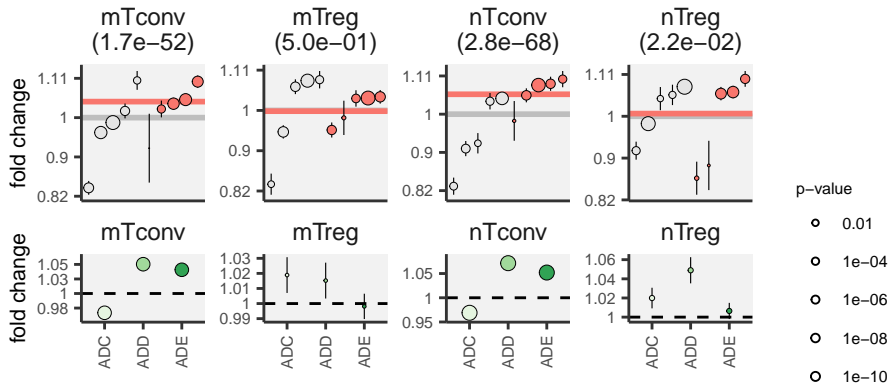 mTconv
(1.7e−52)
mTreg
(5.0e−01)
nTconv
(2.8e−68)
nTreg
(2.2e−02)
fold change
1.11
1
0.9
0.82
1.11
1
0.9
0.82
1.11
1
0.9
0.82
1.11
1
0.9
0.82
mTconv
mTreg
nTconv
nTreg
fold change
1.05
1.03
1
0.98
1.03
1.02
1.01
1
0.99
1.05
1
0.95
1.06
1.04
1.02
1
ADC
ADD
ADE
ADC
ADD
ADE
ADC
ADD
ADE
ADC
ADD
ADE
p−value
0.01
1e−04
1e−06
1e−08
1e−10